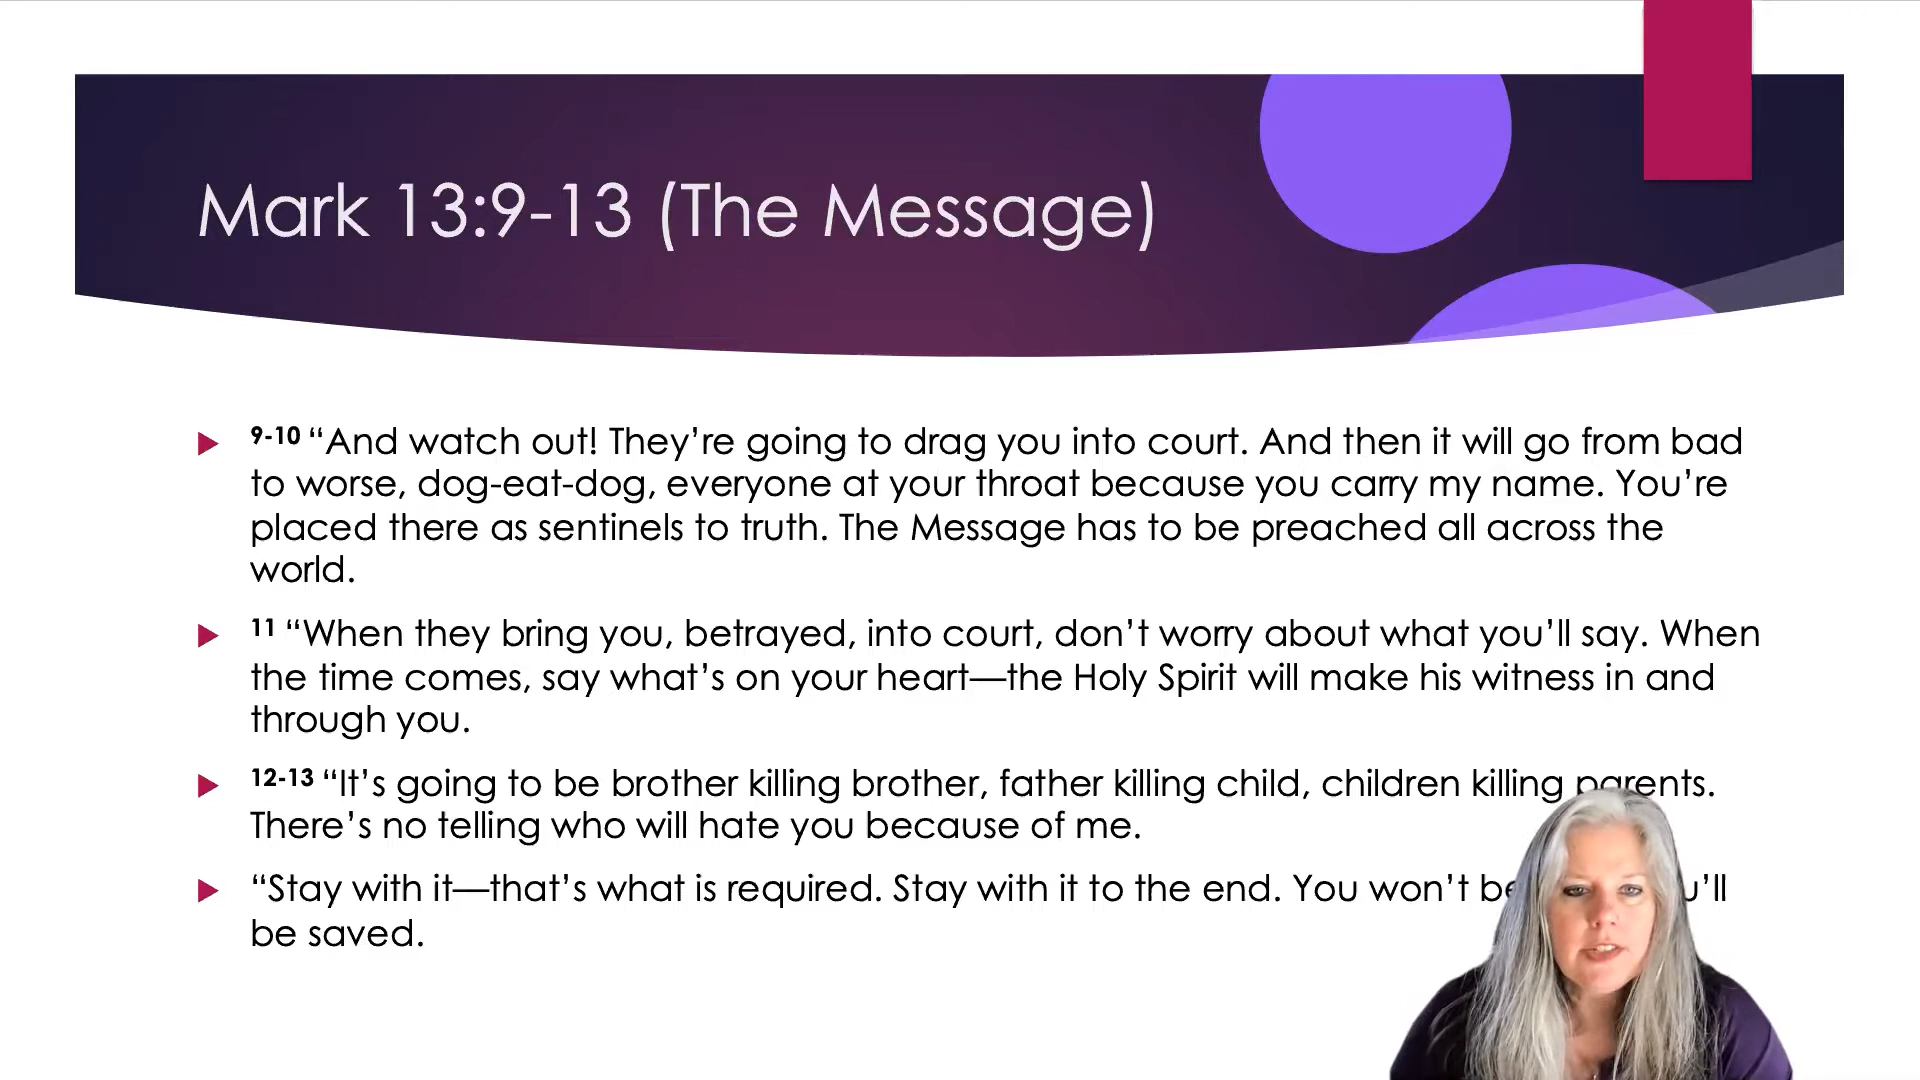 Mark 13:9-13 (The Message)
9-10 “And watch out! They’re going to drag you into court. And then it will go from bad
to worse, dog-eat-dog, everyone at your throat because you carry my name. You’re
placed there as sentinels to truth. The Message has to be preached all across the
world.
11 “When they bring you, betrayed, into court, don’t worry about what you’ll say. When
the time comes, say what’s on your heart—the Holy Spirit will make his witness in and
through you.
12-13 “It’s going to be brother killing brother, father killing child, children killing parents.
There’s no telling who will hate you because of me.
“Stay with it—that’s what is required. Stay with it to the end. You won’t
be saved.